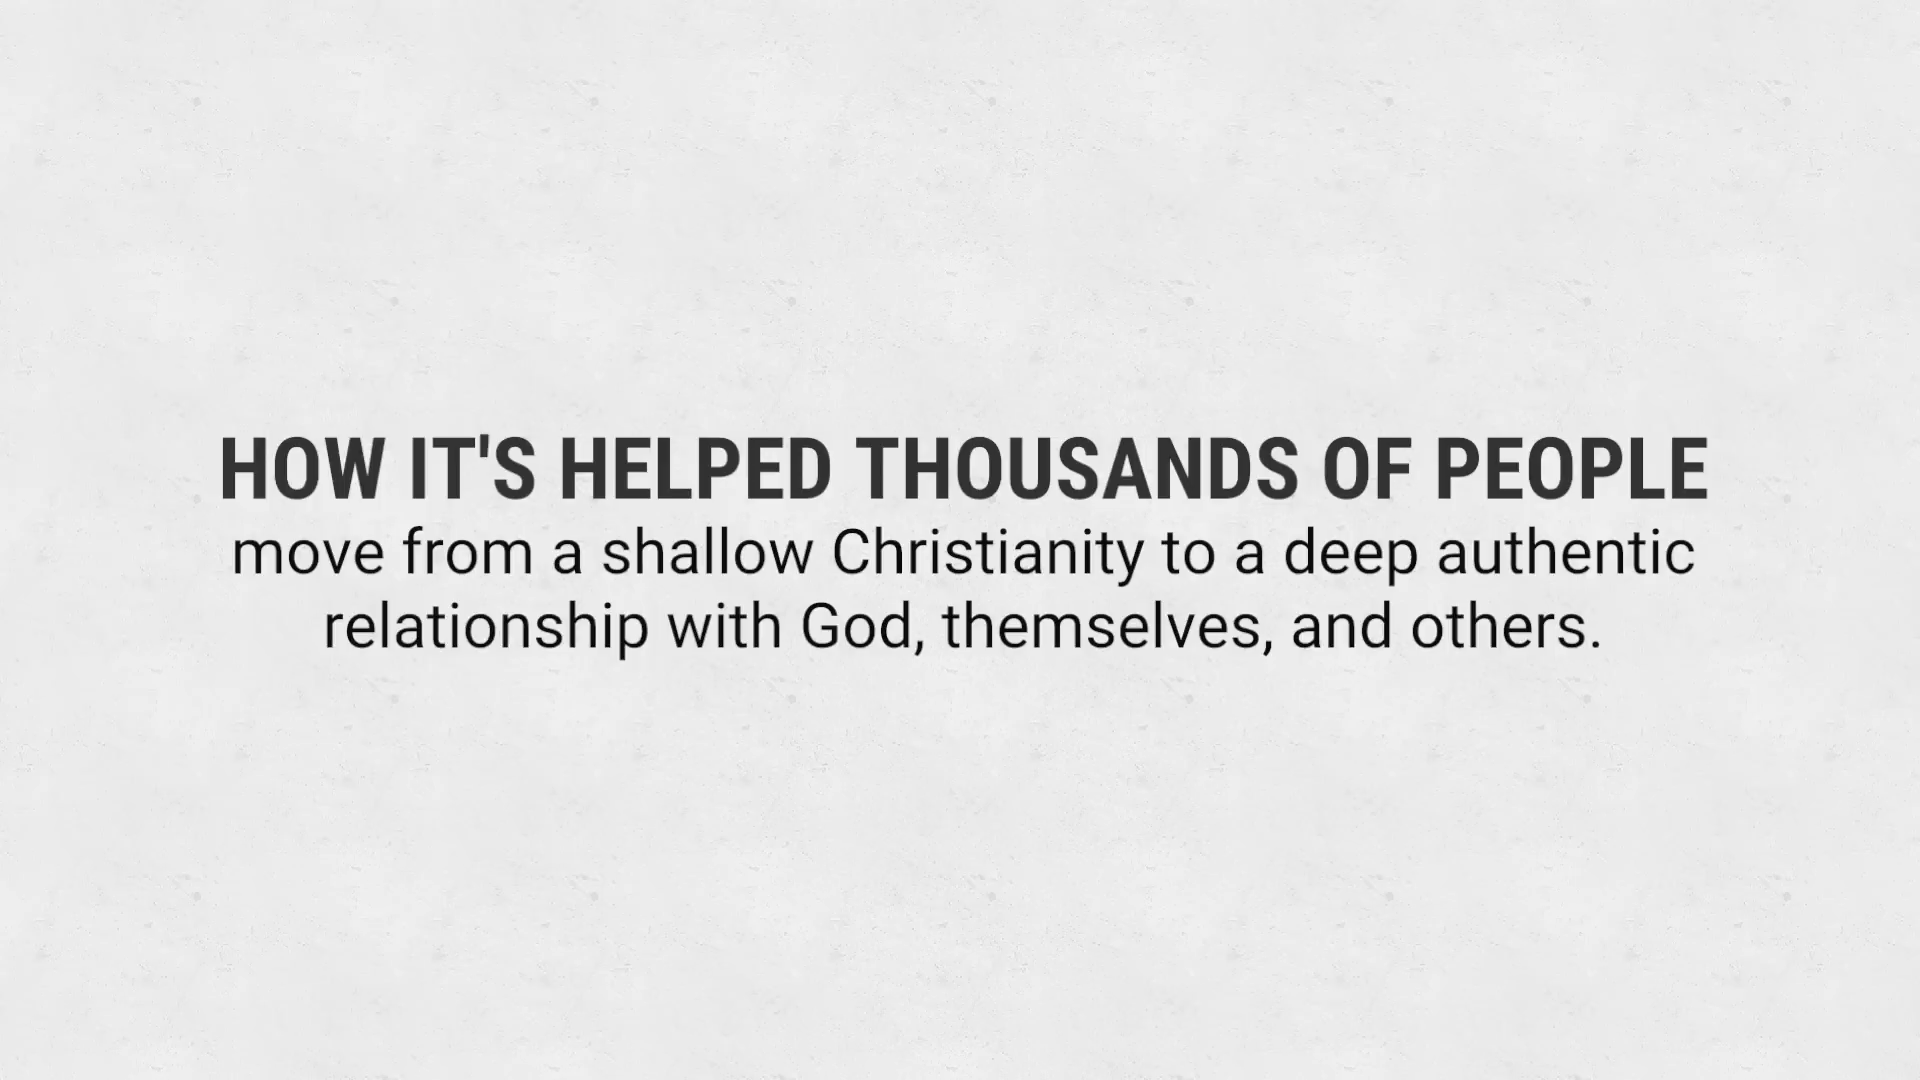 HOW IT'S HELPED THOUSANDS OF PEOPLE
move from a shallow Christianity to a deep authentic
relationship with God, themselves, and others.